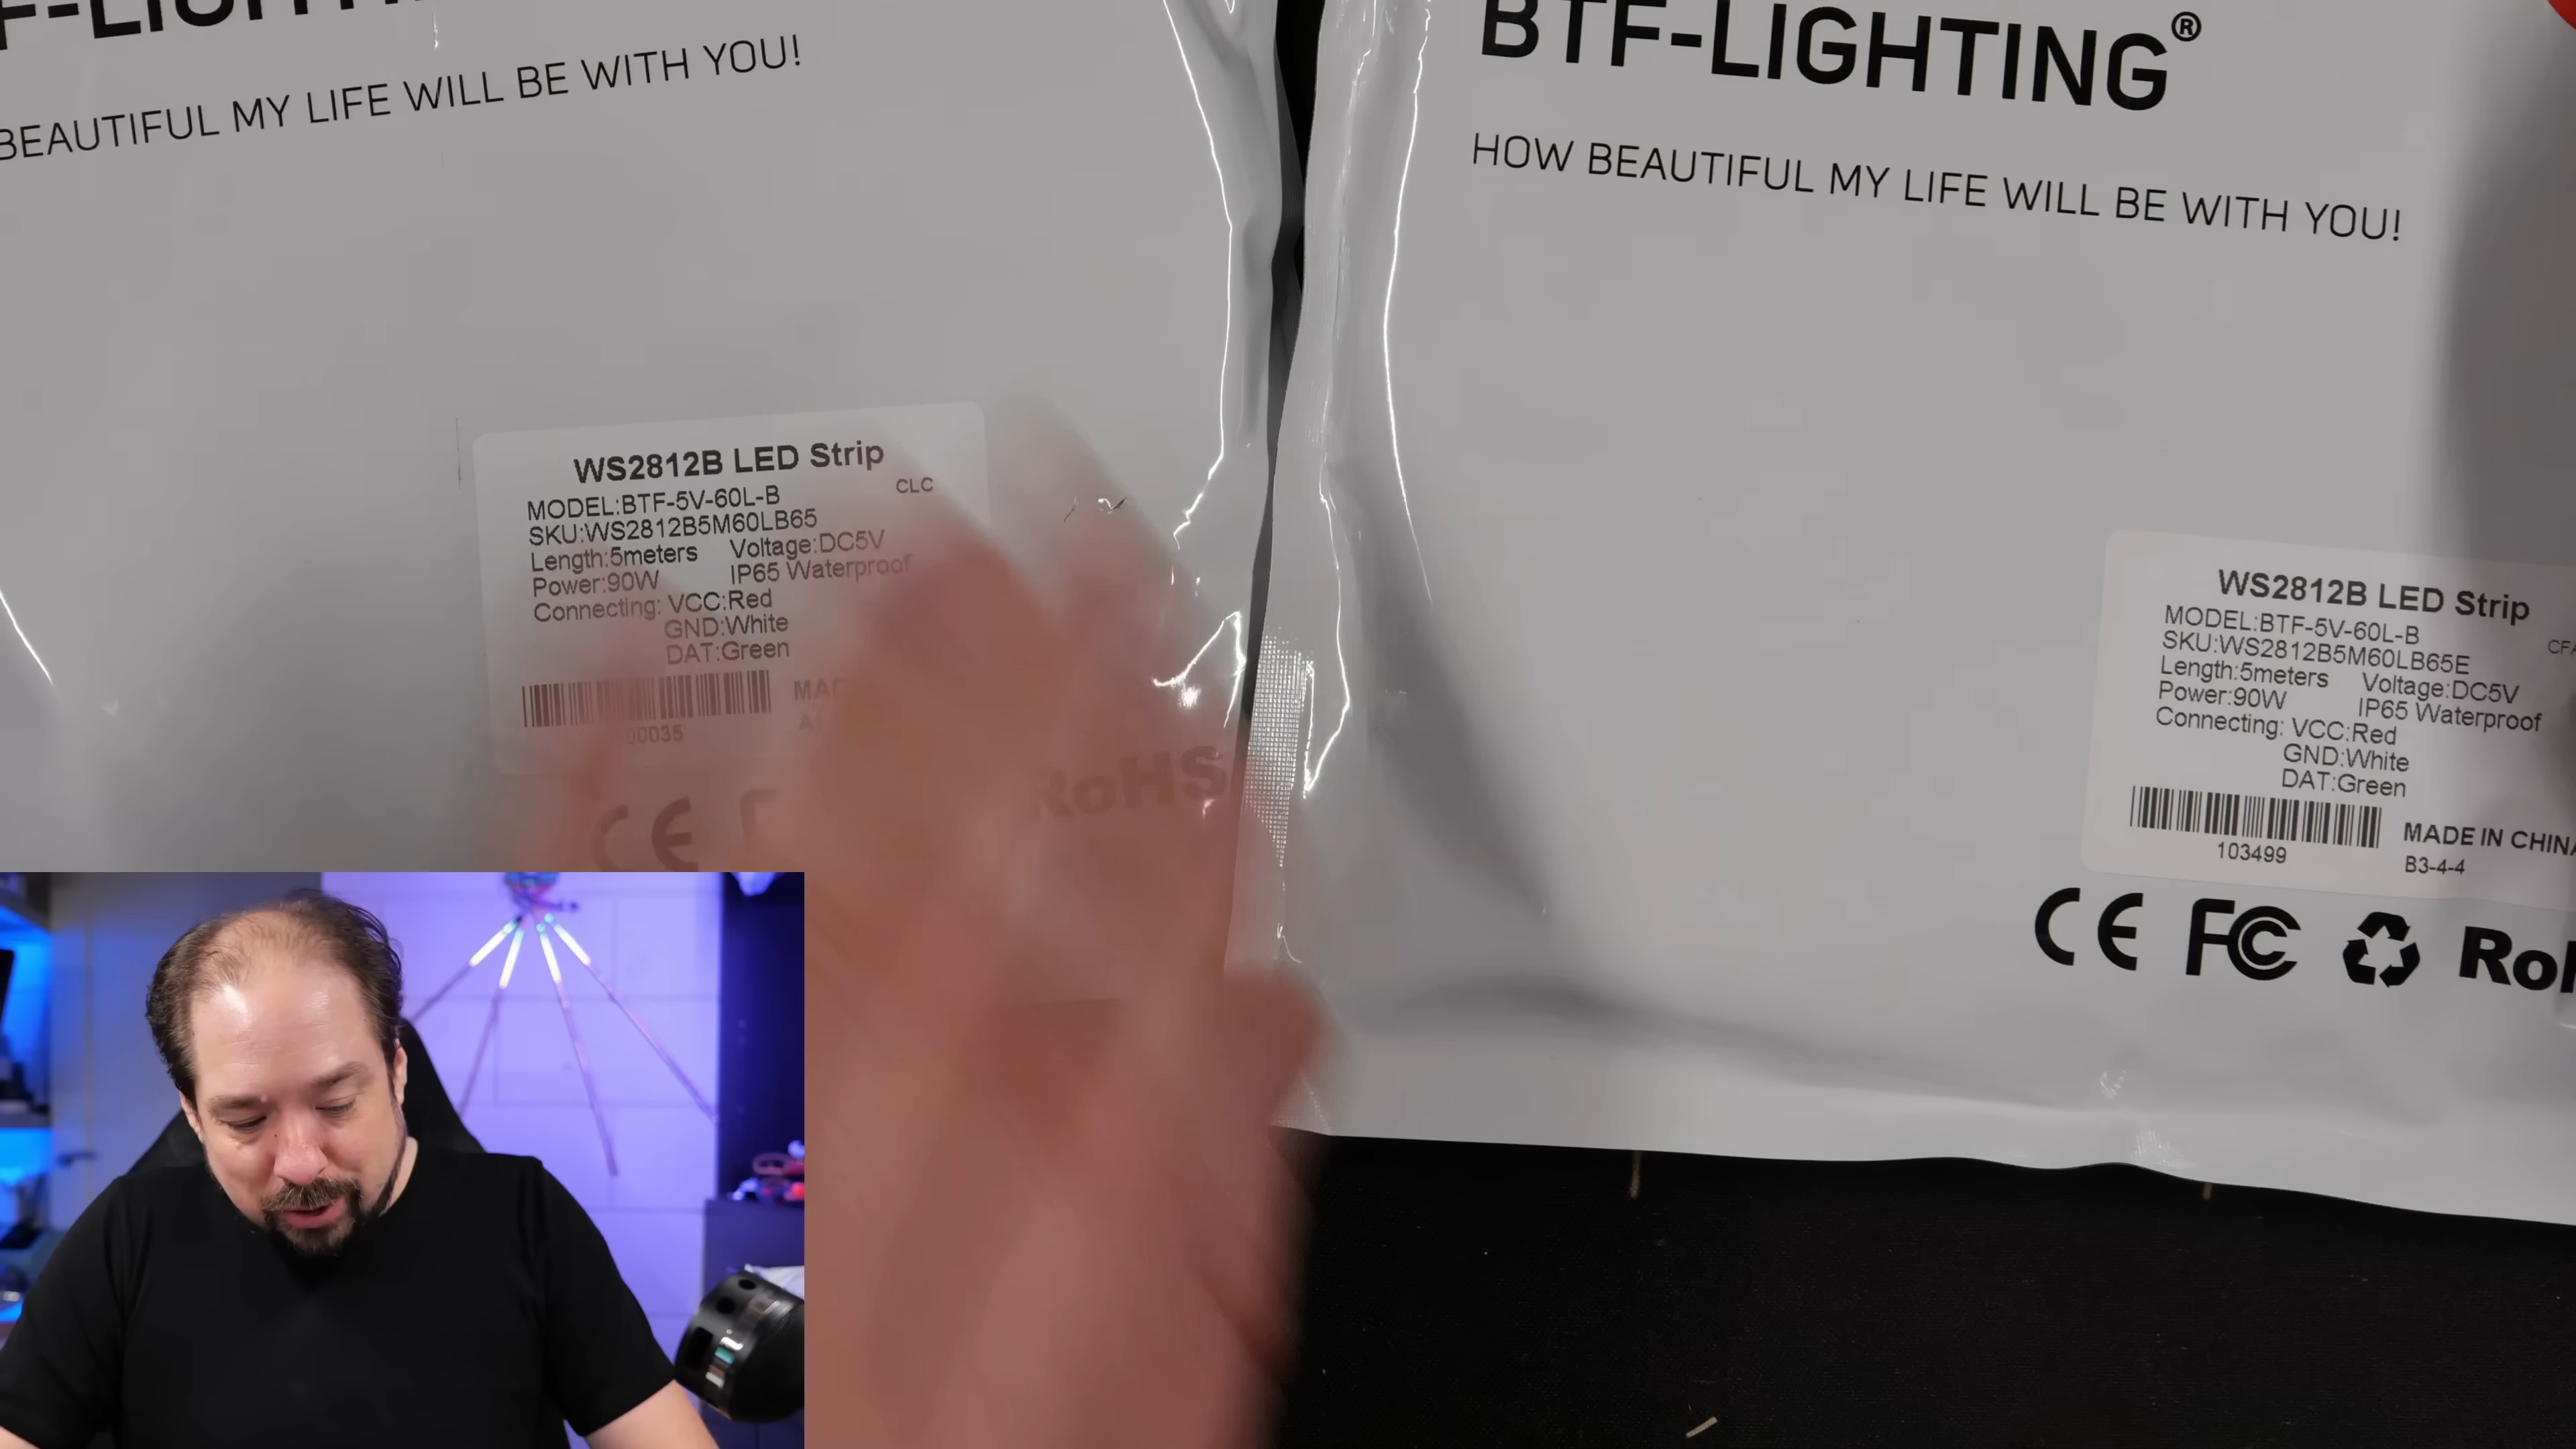 F-LIGHTING
BEAUTIFUL MY LIFE WILL BE WITH YOU!
WS2812B LED Strip
CLC
MODEL:BTF-5V-60L-B
SKU:WS2812B5M60LB65
Length:5meters Voltage:DC5V
Power:90W IP65 Waterproof
Connecting: VCC:Red
GND:White
DAT:Green
00035
CE
RoHS
BTF-LIGHTING®
HOW BEAUTIFUL MY LIFE WILL BE WITH YOU!
WS2812B LED Strip
MODEL:BTF-5V-60L-B
SKU:WS2812B5M60LB65E
Length:5meters Voltage:DC5V
Power:90W IP65 Waterproof
Connecting: VCC:Red
GND:White
DAT:Green
103499
MADE IN CHINA
B3-4-4
CE FC